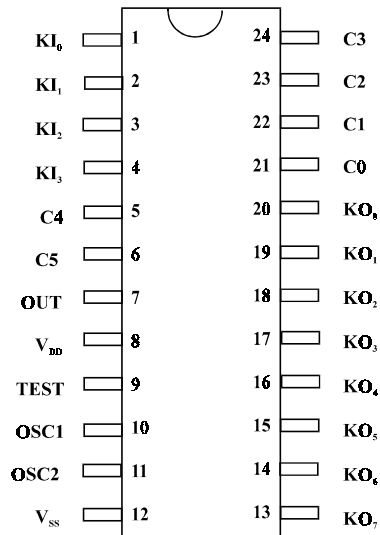 KI₀ 1 24 C3
KI₁ 2 23 C2
KI₂ 3 22 C1
KI₃ 4 21 C0
C4 5 20 KO₀
C5 6 19 KO₁
OUT 7 18 KO₂
V_DD 8 17 KO₃
TEST 9 16 KO₄
OSC1 10 15 KO₅
OSC2 11 14 KO₆
V_SS 12 13 KO₇